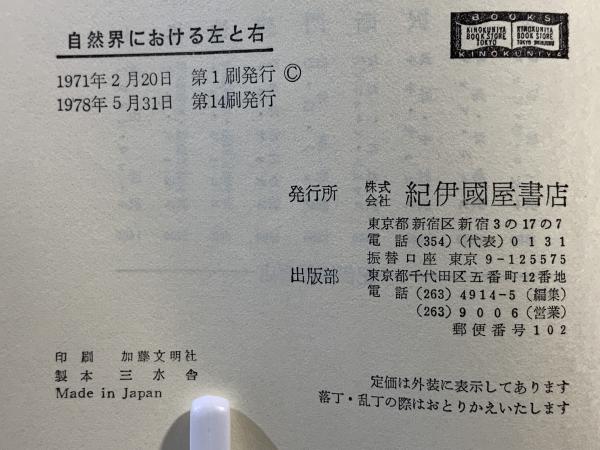 自然界における左と右
1971年2月20日 第1刷発行 ©
1978年5月31日 第14刷発行
BOOKS
KINOKUNIYA BOOK STORE TOKYO
KINOKUNIYA BOOK STORE TOKYO SHINJUKU
KINOKUNIYA
発行所 株式会社 紀伊國屋書店
東京都新宿区新宿3の17の7
電話 (354) (代表) 0131
振替口座 東京 9-125575
出版部 東京都千代田区五番町12番地
電話 (263) 4914-5 (編集)
(263) 9006 (営業)
郵便番号 102
印刷 加藤文明社
製本 三水舎
Made in Japan
定価は外装に表示してあります
落丁・乱丁の際はおとりかえいたします